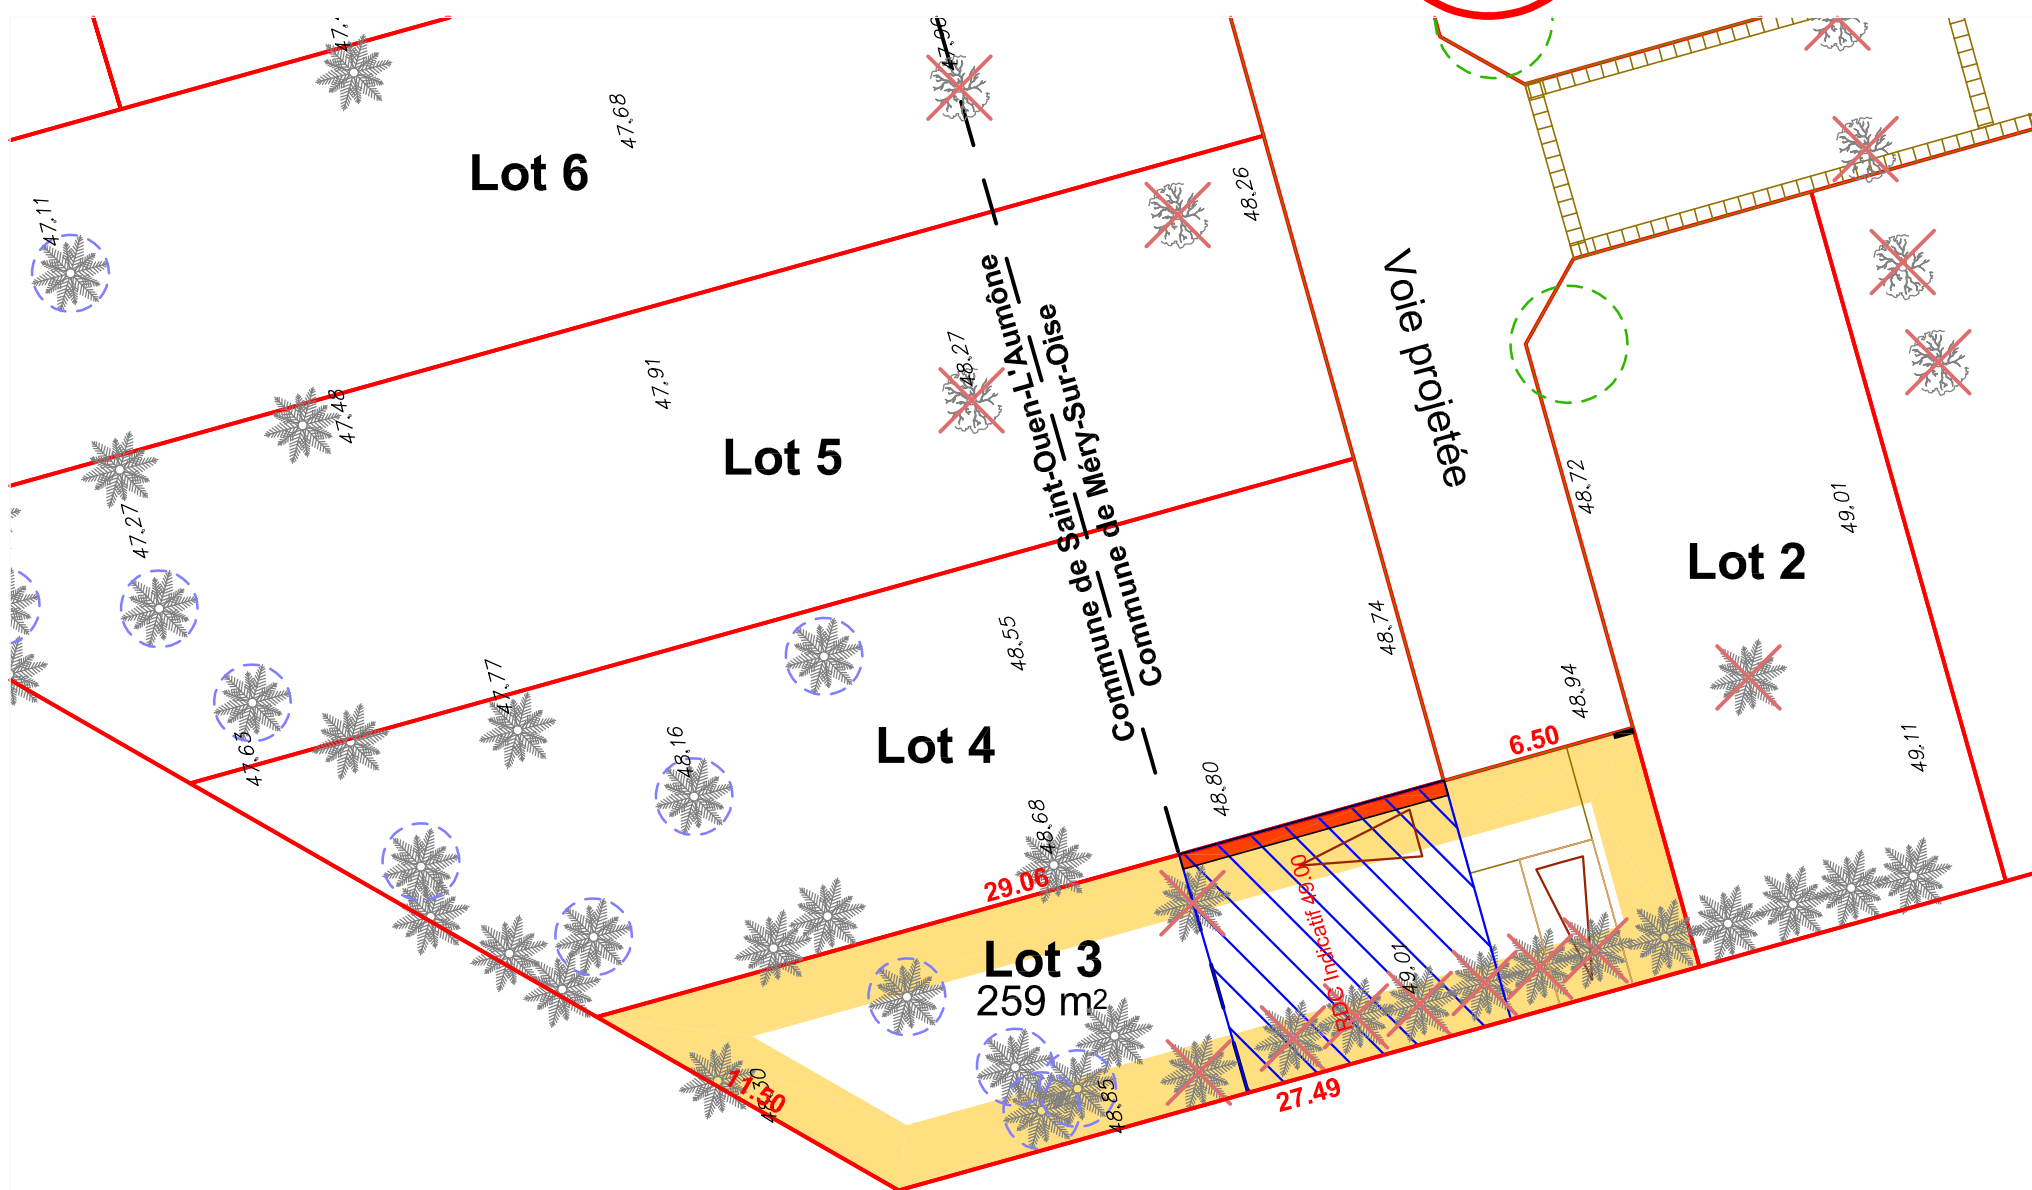 47.96
47.68
Lot 6
48.26
47.11
Voie projetée
Commune de Saint-Ouen-L'Aumône
Commune de Méry-Sur-Oise
48.27
47.91
47.48
Lot 5
48.72
49.01
47.27
Lot 2
48.55
48.74
47.77
48.94
47.63
48.16
Lot 4
6.50
49.11
48.80
48.68
29.06
RDC Indicatif 49.00
Lot 3
259 m2
49.01
11.50
48.85
27.49